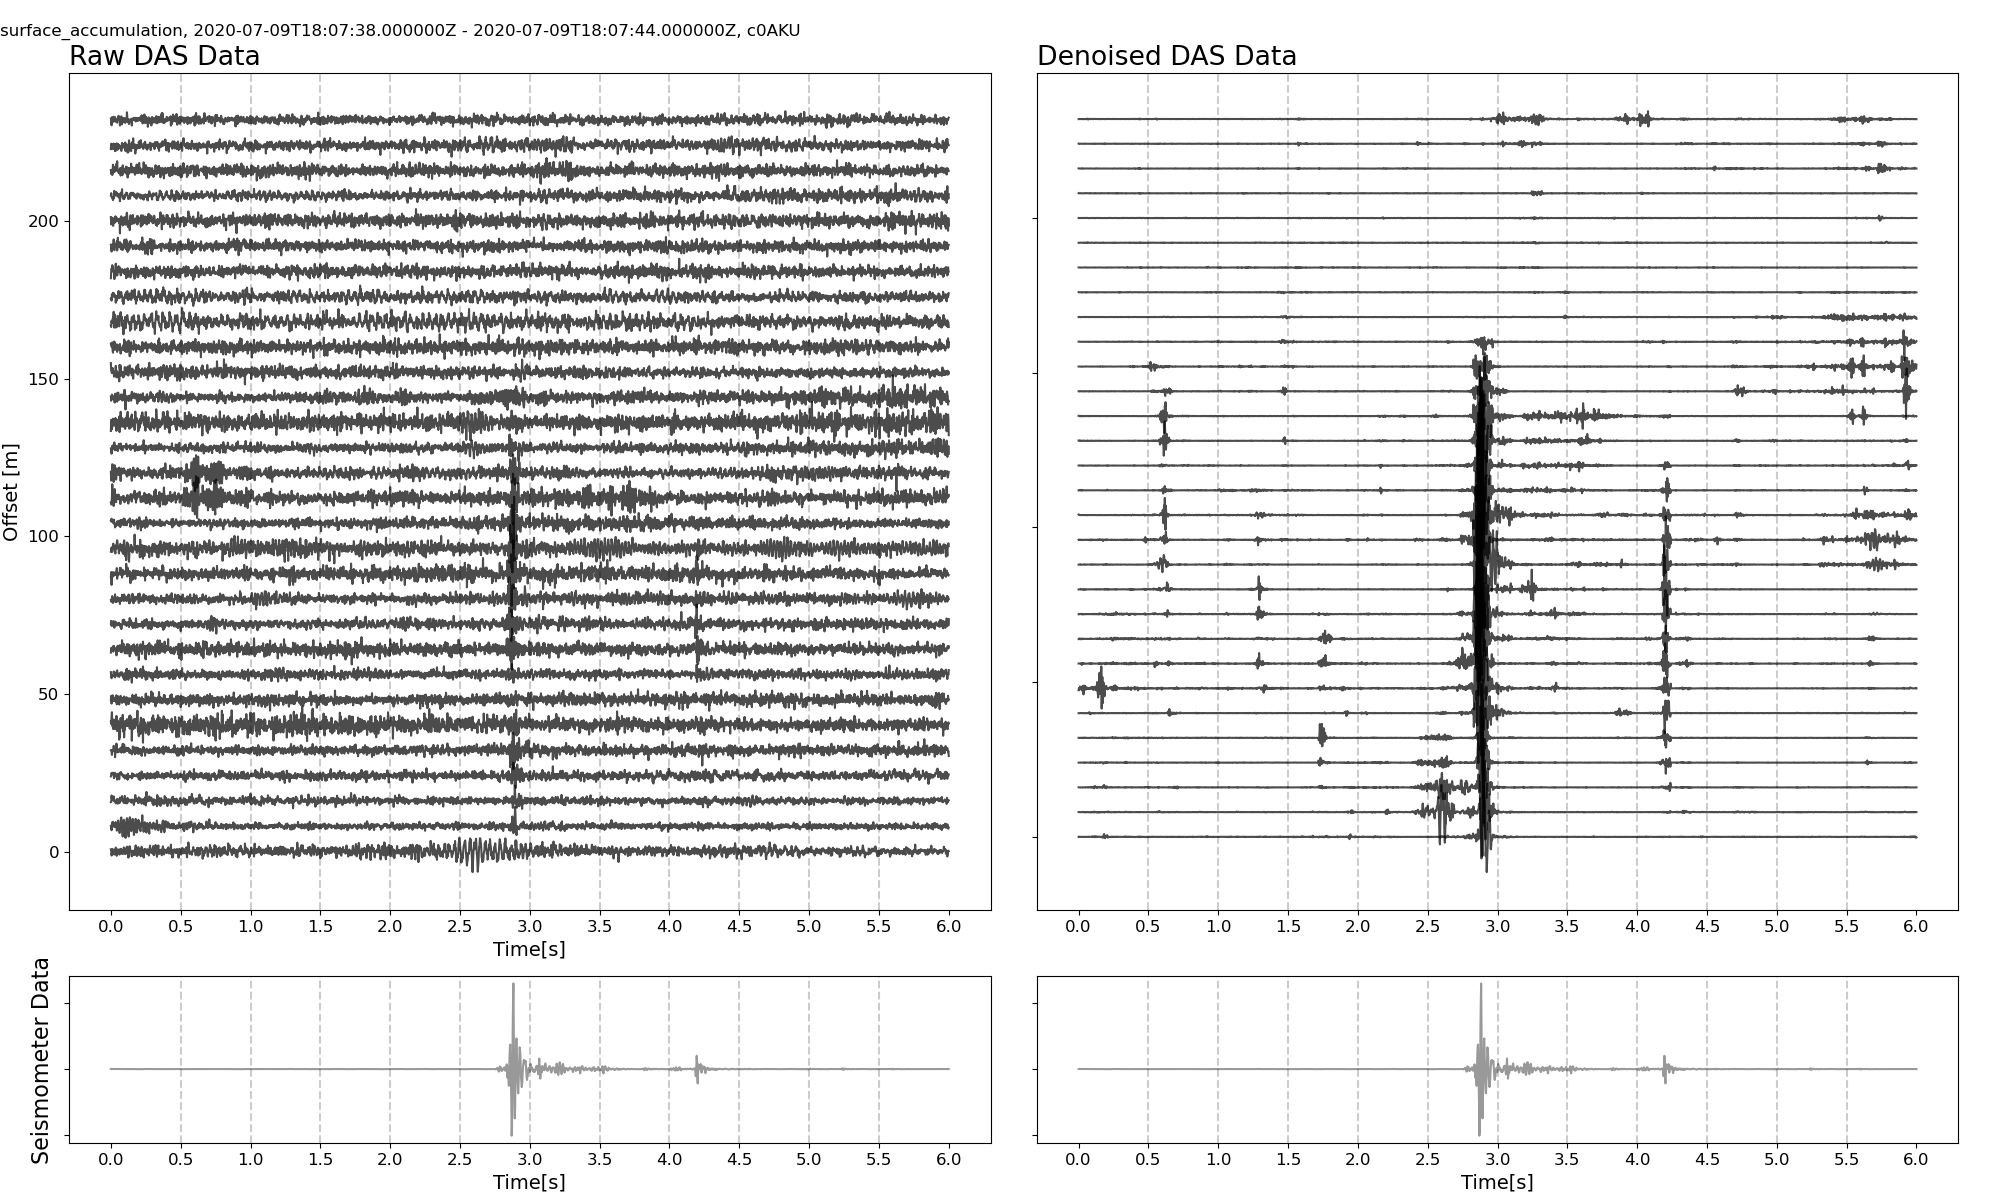 surface_accumulation, 2020-07-09T18:07:38.000000Z - 2020-07-09T18:07:44.000000Z, c0AKU
Raw DAS Data
Denoised DAS Data
Offset [m]
200
150
100
50
0
0.0 0.5 1.0 1.5 2.0 2.5 3.0 3.5 4.0 4.5 5.0 5.5 6.0
Time[s]
0.0 0.5 1.0 1.5 2.0 2.5 3.0 3.5 4.0 4.5 5.0 5.5 6.0
Seismometer Data
0.0 0.5 1.0 1.5 2.0 2.5 3.0 3.5 4.0 4.5 5.0 5.5 6.0
Time[s]
0.0 0.5 1.0 1.5 2.0 2.5 3.0 3.5 4.0 4.5 5.0 5.5 6.0
Time[s]